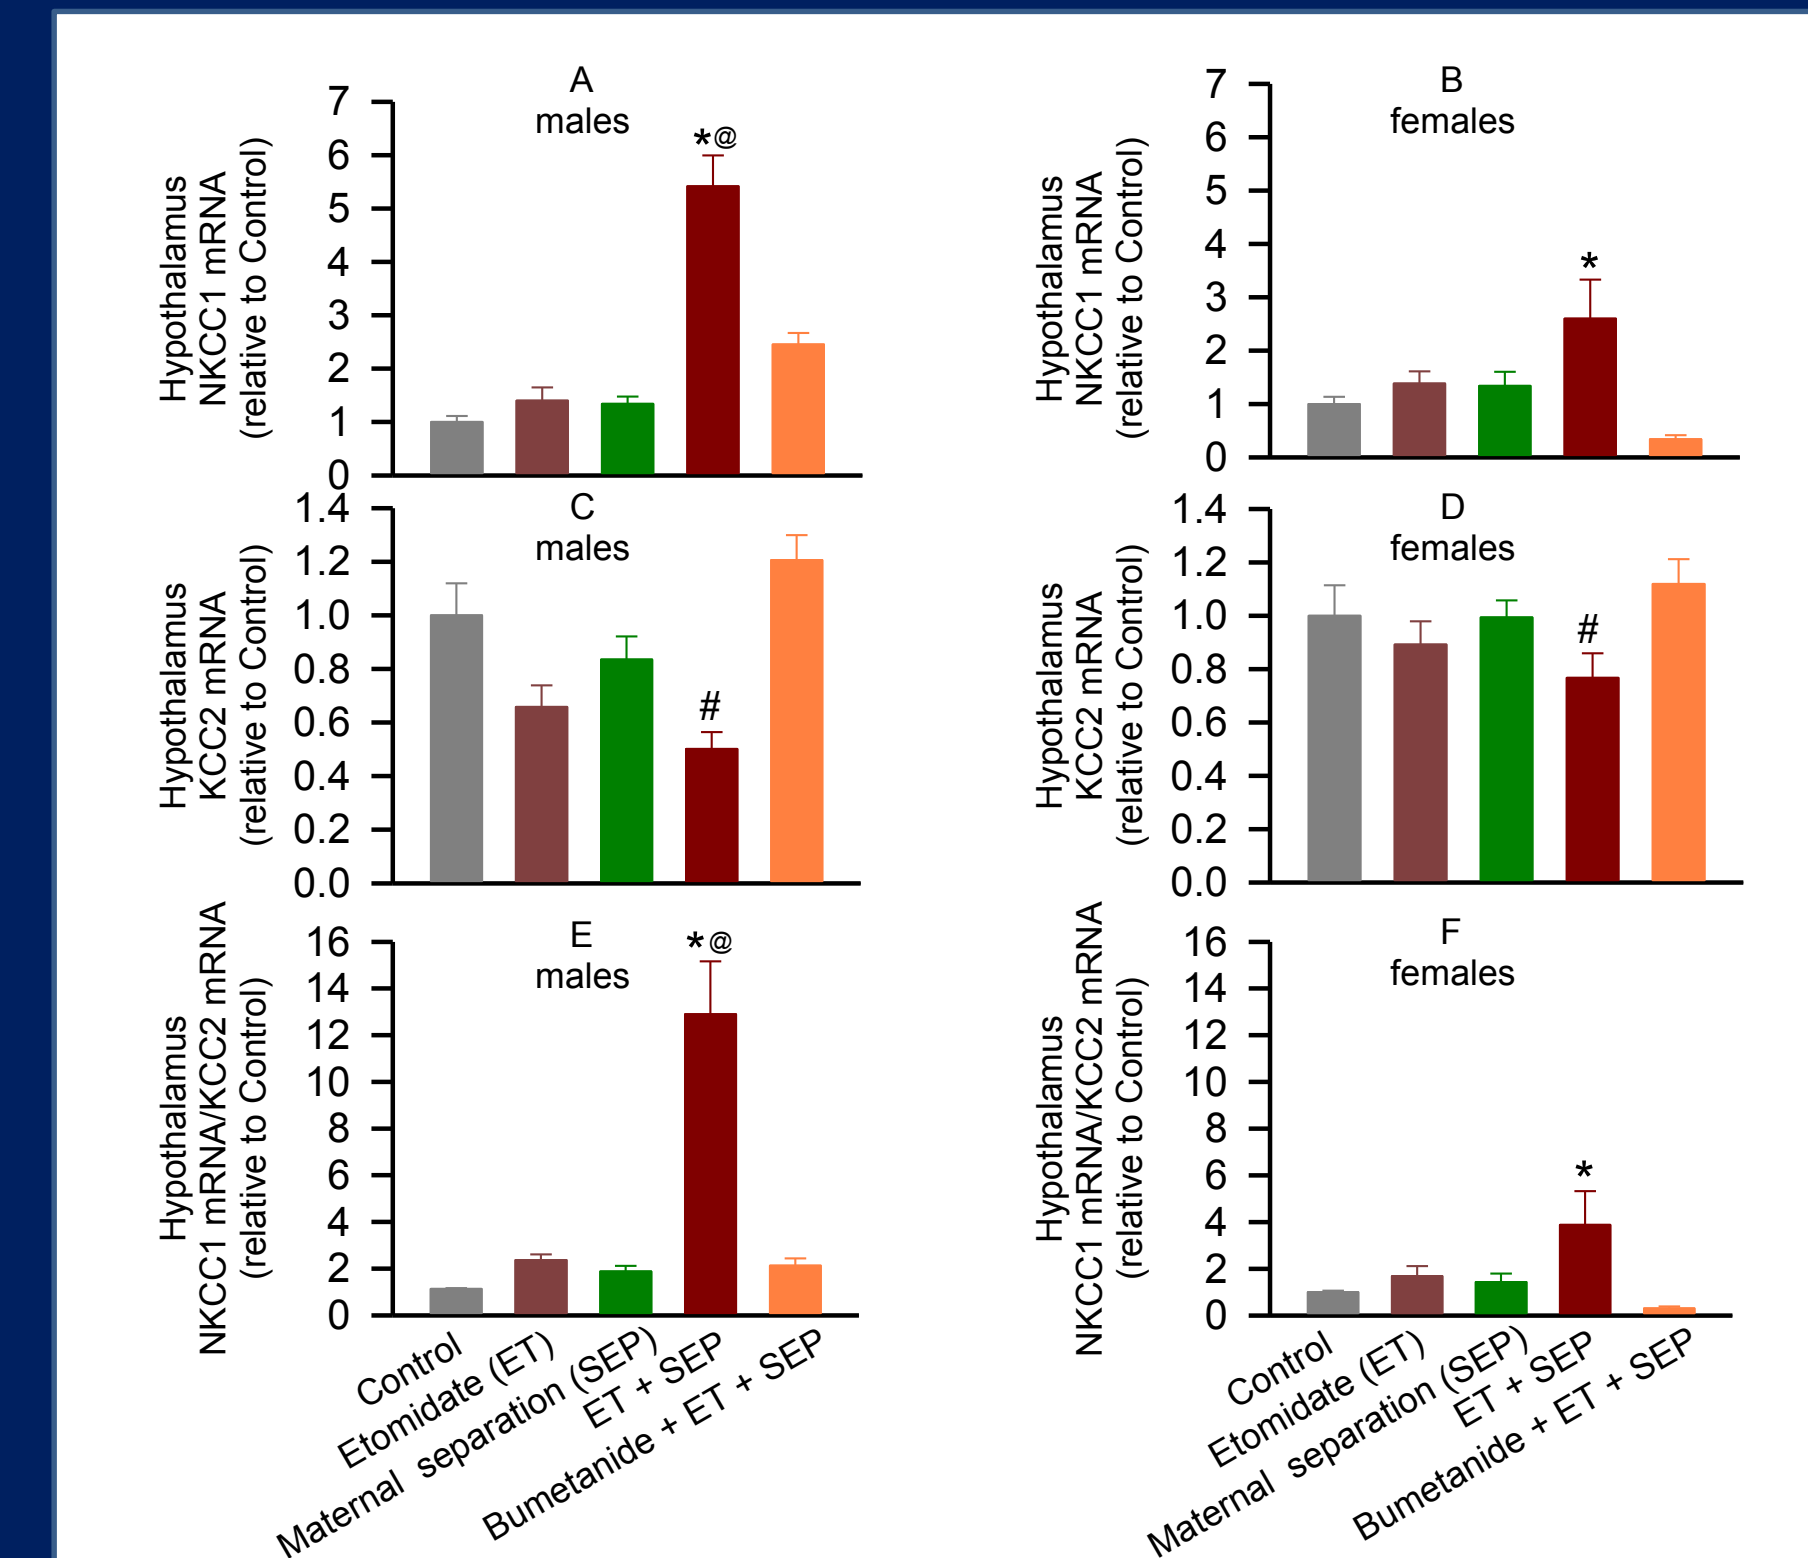 A
males
Hypothalamus
NKCC1 mRNA
(relative to Control)
7
6
5
4
3
2
1
0
*@
B
females
Hypothalamus
NKCC1 mRNA
(relative to Control)
7
6
5
4
3
2
1
0
*
C
males
Hypothalamus
KCC2 mRNA
(relative to Control)
1.4
1.2
1.0
0.8
0.6
0.4
0.2
0.0
#
D
females
Hypothalamus
KCC2 mRNA
(relative to Control)
1.4
1.2
1.0
0.8
0.6
0.4
0.2
0.0
#
E
males
Hypothalamus
NKCC1 mRNA/KCC2 mRNA
(relative to Control)
16
14
12
10
8
6
4
2
0
*@
Control
Etomidate (ET)
Maternal separation (SEP)
ET + SEP
Bumetanide + ET + SEP
F
females
Hypothalamus
NKCC1 mRNA/KCC2 mRNA
(relative to Control)
16
14
12
10
8
6
4
2
0
*
Control
Etomidate (ET)
Maternal separation (SEP)
ET + SEP
Bumetanide + ET + SEP